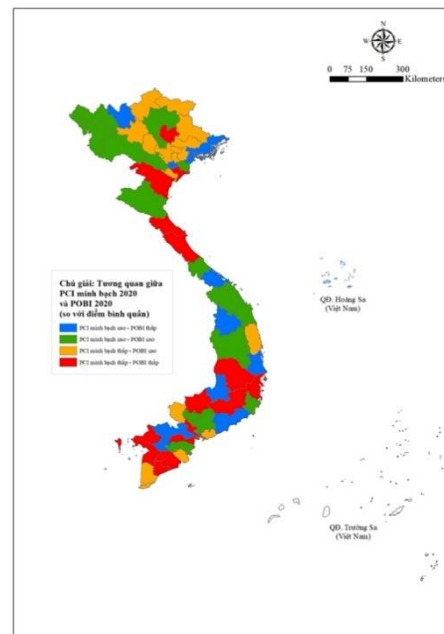 N
W E
S
0 75 150 300
Kilometers
QĐ. Hoàng Sa
(Việt Nam)
Chú giải: Tương quan giữa
PCI minh bạch 2020
và POBI 2020
(so với điểm bình quân)
PCI minh bạch cao - POBI thấp
PCI minh bạch cao - POBI cao
PCI minh bạch thấp - POBI cao
PCI minh bạch thấp - POBI thấp
QĐ. Trường Sa
(Việt Nam)